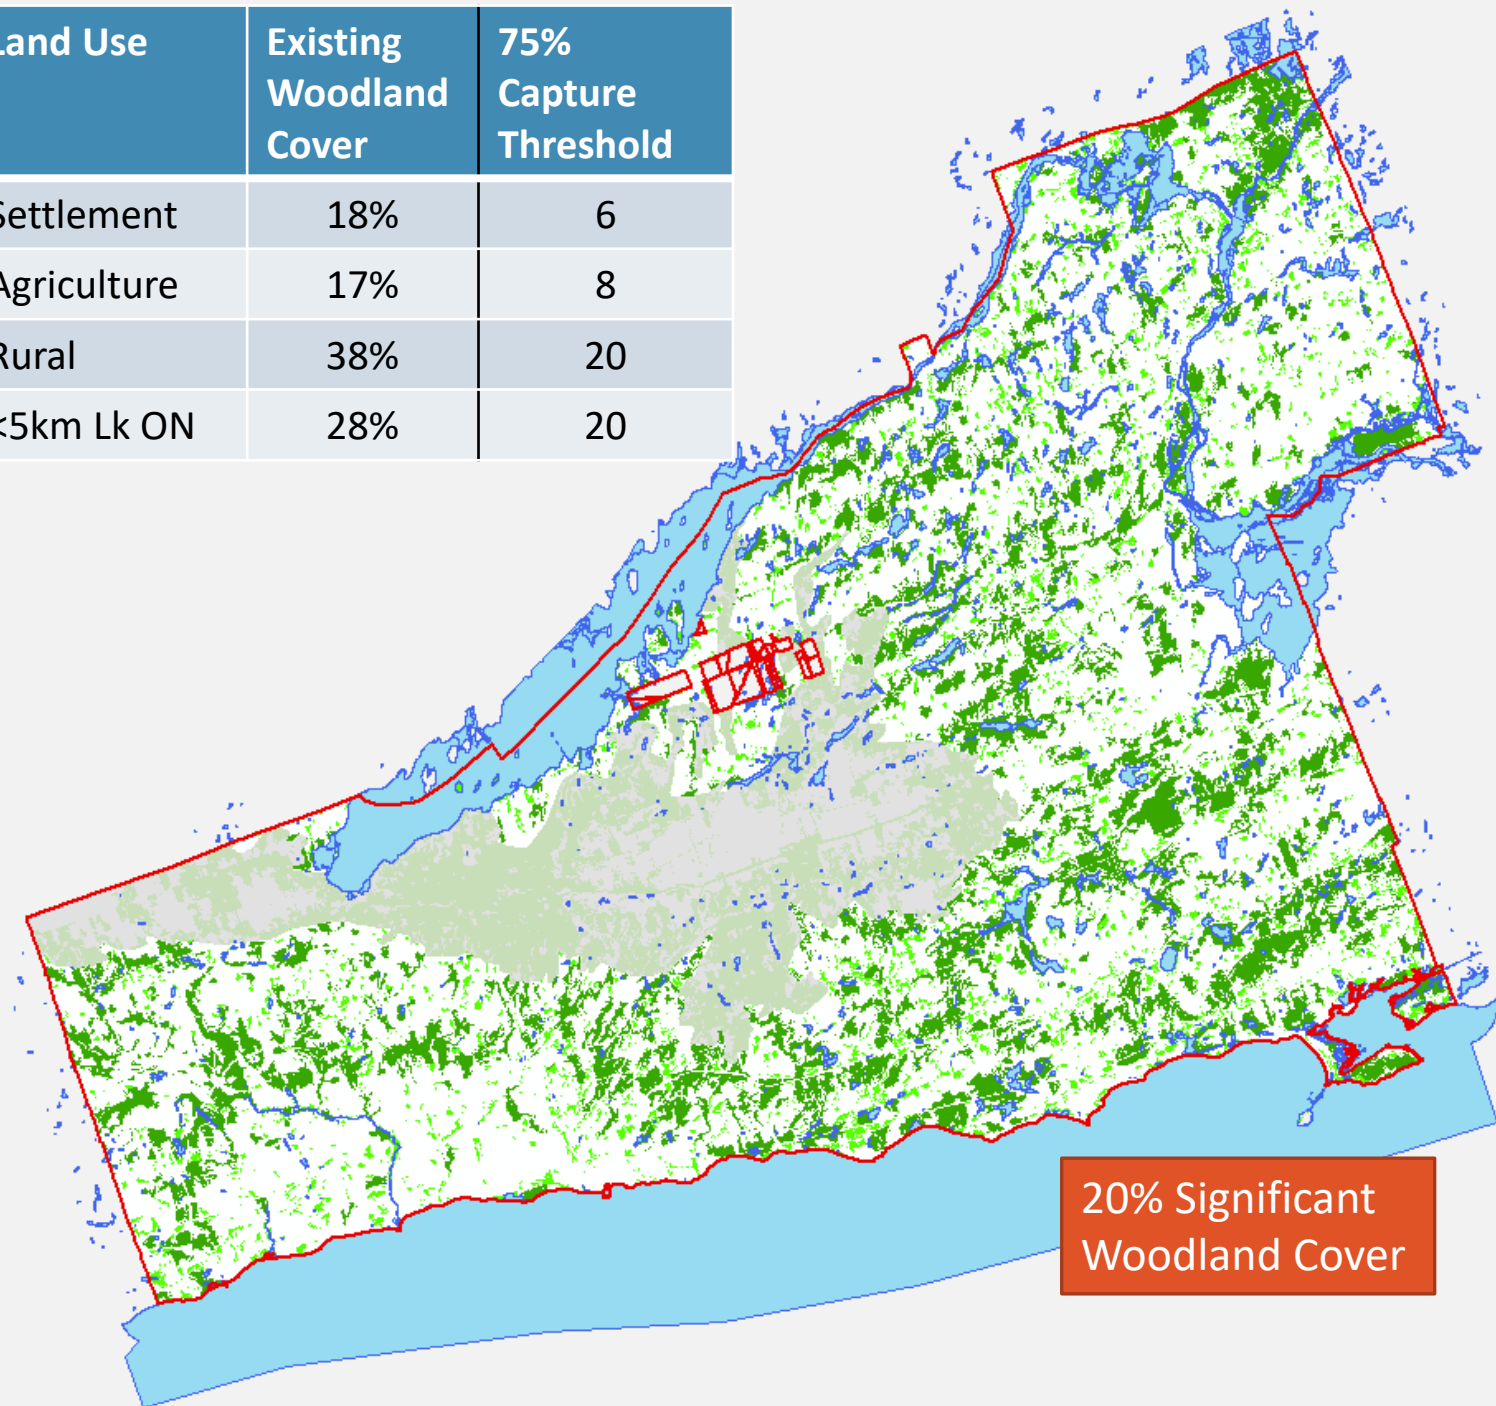 Land Use
Existing
Woodland
Cover
75%
Capture
Threshold
Settlement 18% 6
Agriculture 17% 8
Rural 38% 20
<5km Lk ON 28% 20
20% Significant
Woodland Cover